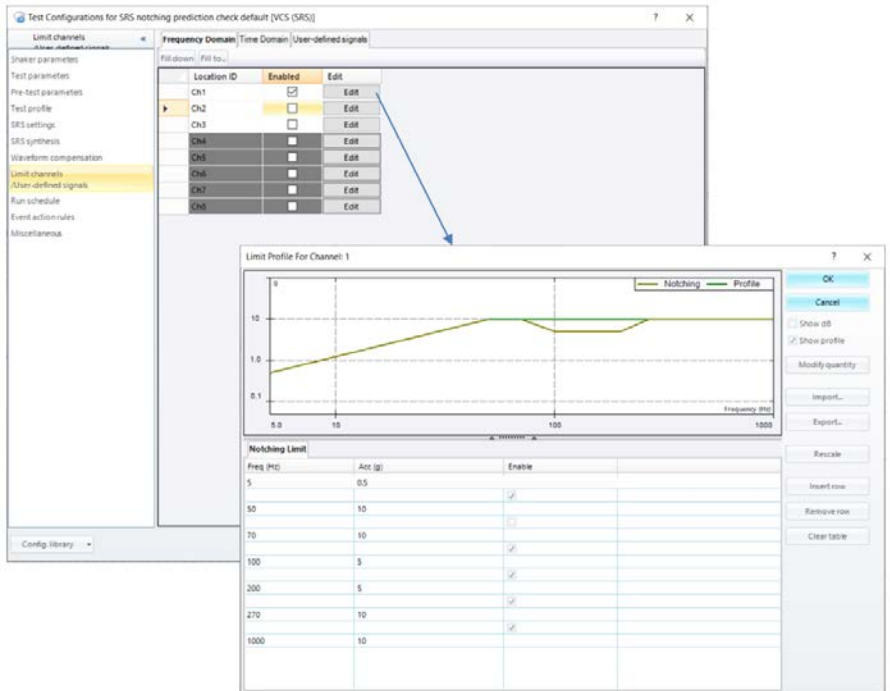 Test Configurations for SRS notching prediction check default [VCS (SRS)] ? X
Limit channels «
/User-defined signals
Shaker parameters
Test parameters
Pre-test parameters
Test profile
SRS settings
SRS synthesis
Waveform compensation
Limit channels
/User-defined signals
Run schedule
Event action rules
Miscellaneous
Config. library
Frequency Domain Time Domain User-defined signals
Fill down Fill to...
Location ID Enabled Edit
Ch1 Edit
Ch2 Edit
Ch3 Edit
Ch4 Edit
Ch5 Edit
Ch6 Edit
Ch7 Edit
Ch8 Edit
Limit Profile For Channel: 1 ? X
g
Notching Profile
10
1.0
0.1
Frequency (Hz)
5.0 10 100 1000
OK
Cancel
Show dB
Show profile
Modify quantity
Import...
Export...
Rescale
Insert row
Remove row
Clear table
Notching Limit
Freq (Hz) Acc (g) Enable
5 0.5
50 10
70 10
100 5
200 5
270 10
1000 10